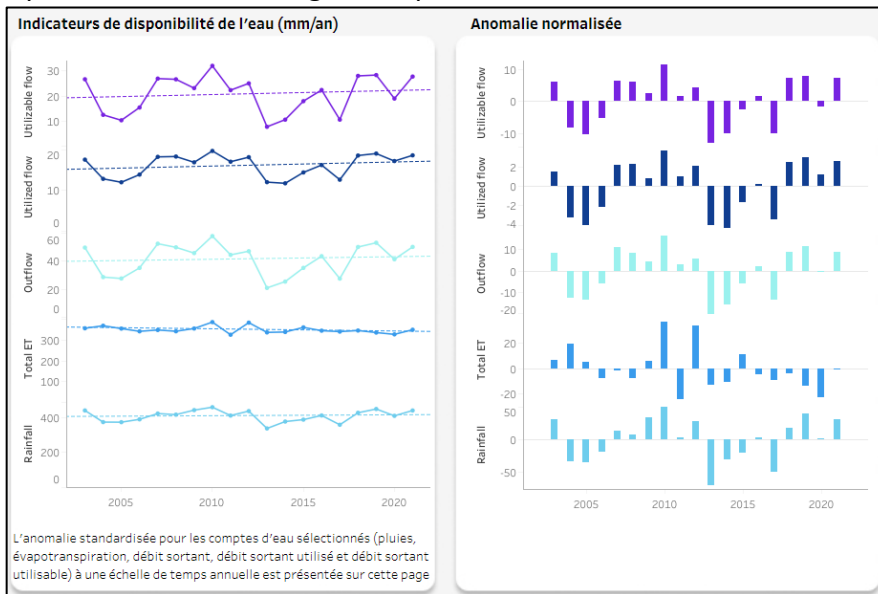 Indicateurs de disponibilité de l'eau (mm/an)
Utilizable flow
30
20
10
Utilized flow
20
10
0
Outflow
60
40
20
0
Total ET
300
200
100
Rainfall
400
200
0
2005
2010
2015
2020
L'anomalie standardisée pour les comptes d'eau sélectionnés (pluies,
évapotranspiration, débit sortant, débit sortant utilisé et débit sortant
utilisable) à une échelle de temps annuelle est présentée sur cette page
Anomalie normalisée
Utilizable flow
10
0
-10
Utilized flow
2
0
-2
-4
Outflow
10
0
-10
-20
Total ET
20
0
-20
Rainfall
50
0
-50
2005
2010
2015
2020